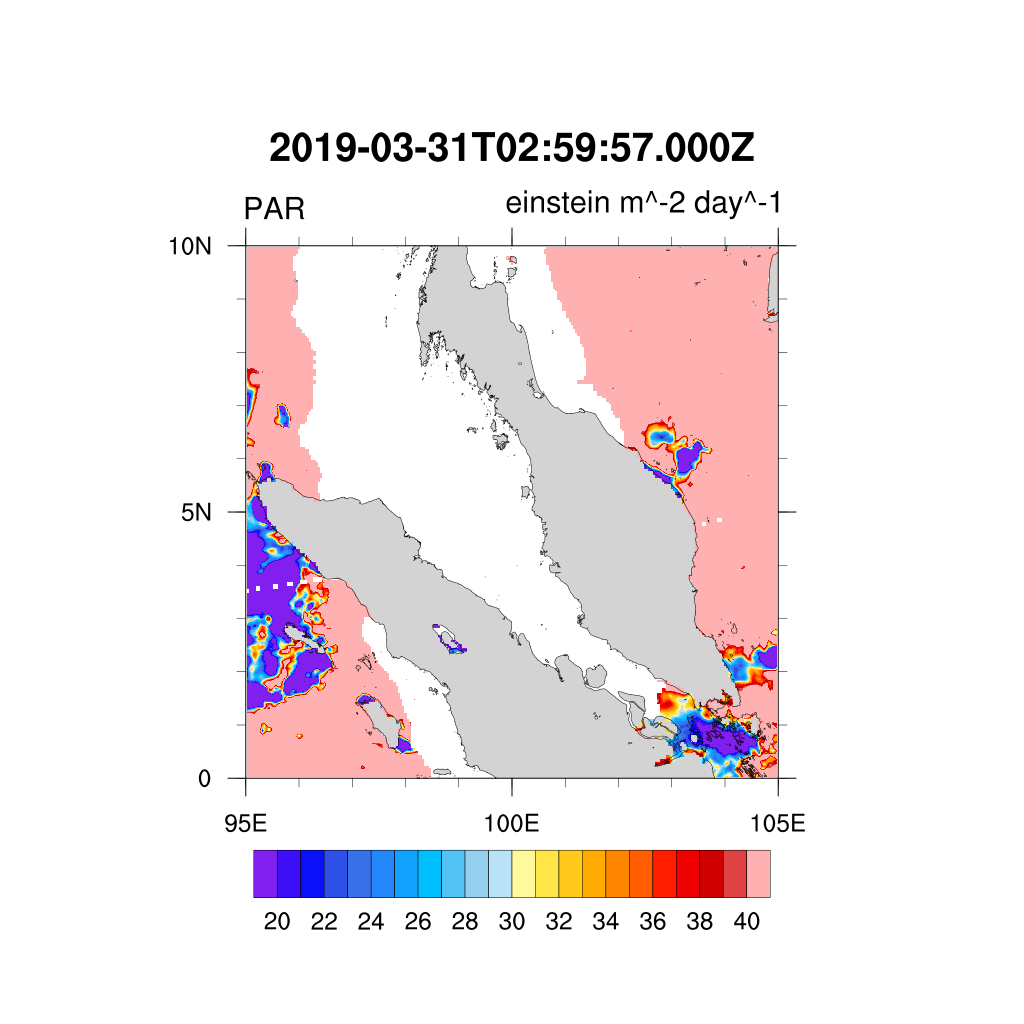 2019-03-31T02:59:57.000Z
PAR einstein m^-2 day^-1
10N
5N
0
95E 100E 105E
20 22 24 26 28 30 32 34 36 38 40